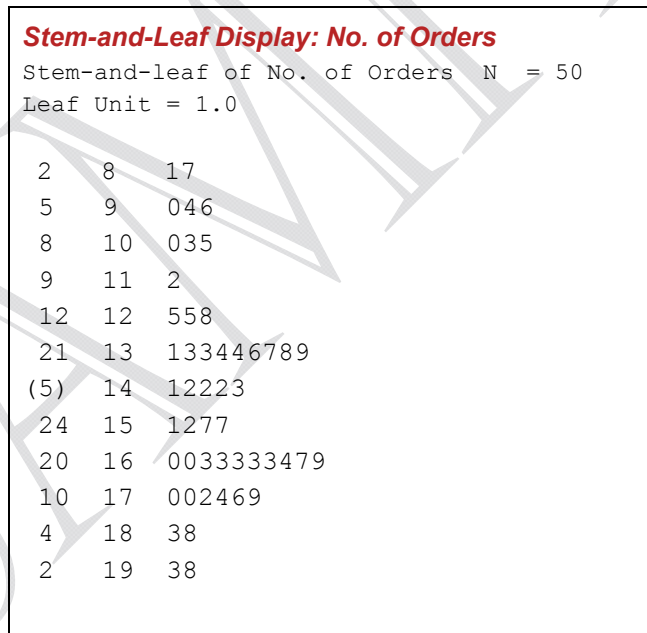 Stem-and-Leaf Display: No. of Orders
Stem-and-leaf of No. of Orders N = 50
Leaf Unit = 1.0
2 8 17
5 9 046
8 10 035
9 11 2
12 12 558
21 13 133446789
(5) 14 12223
24 15 1277
20 16 0033333479
10 17 002469
4 18 38
2 19 38